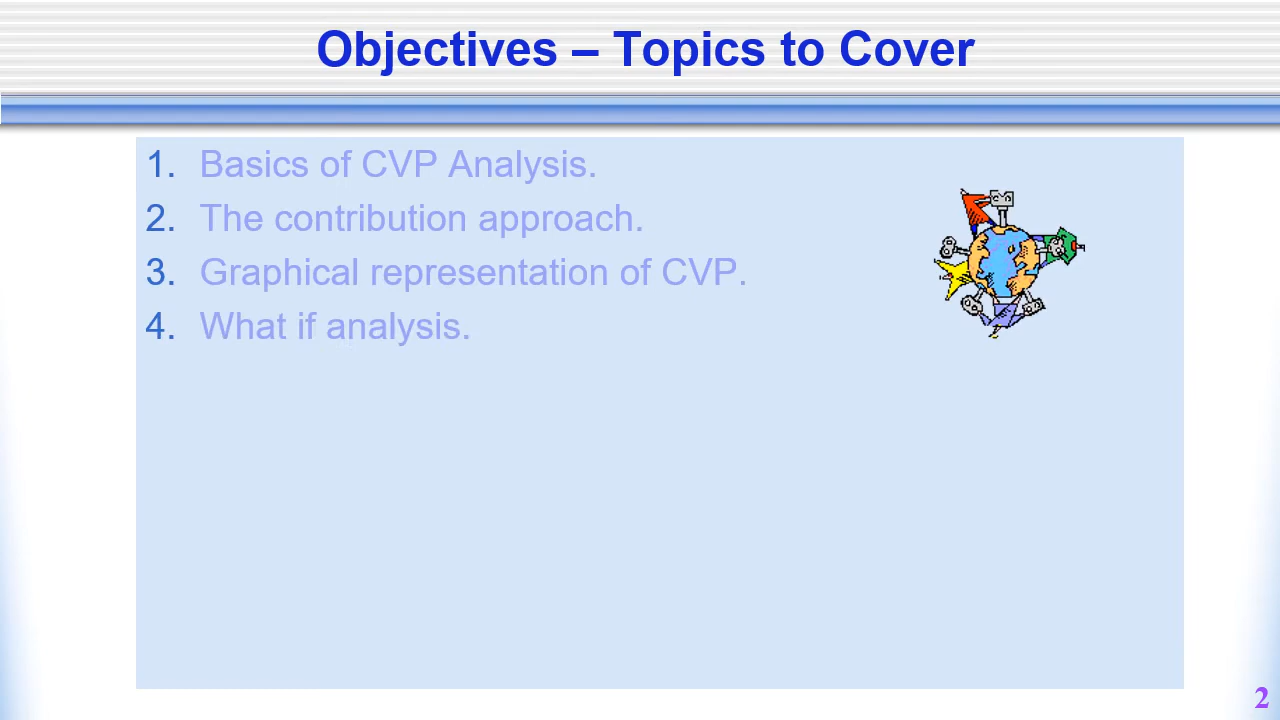 Objectives – Topics to Cover
1. Basics of CVP Analysis.
2. The contribution approach.
3. Graphical representation of CVP.
4. What if analysis.
2